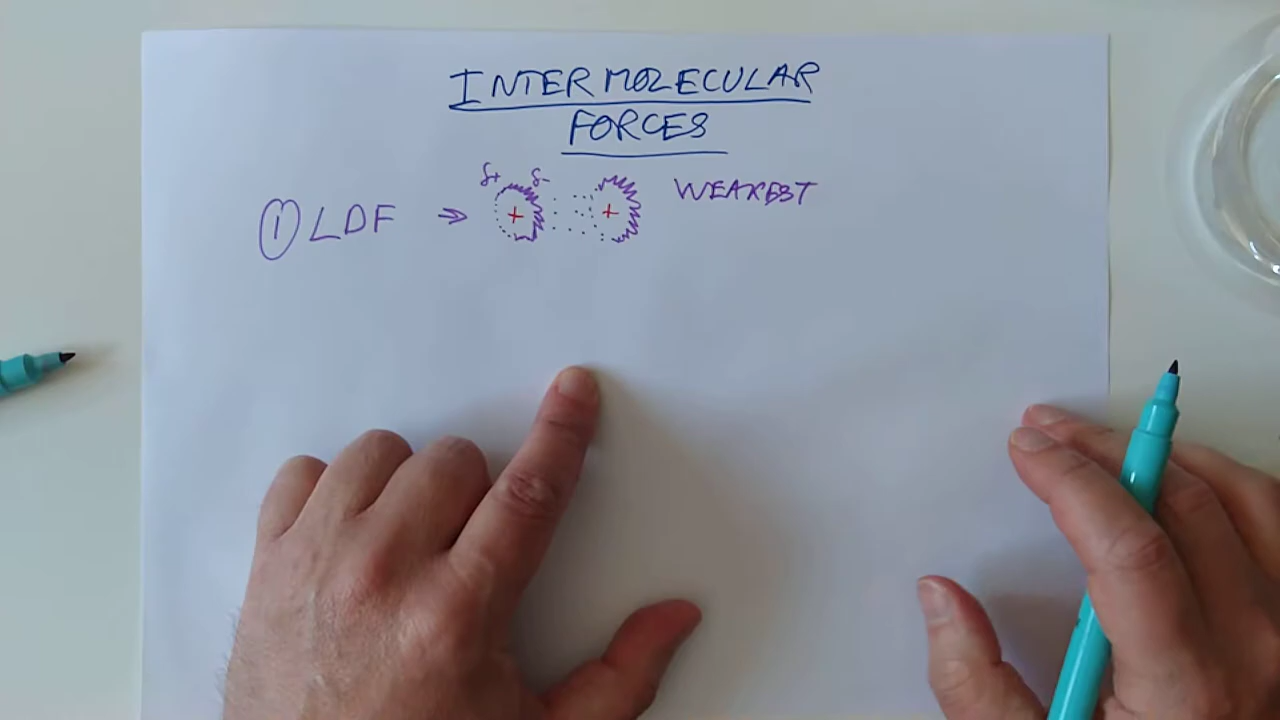 INTERMOLECULAR
FORCES
① LDF ⇒ δ+ δ- + + WEAKEST